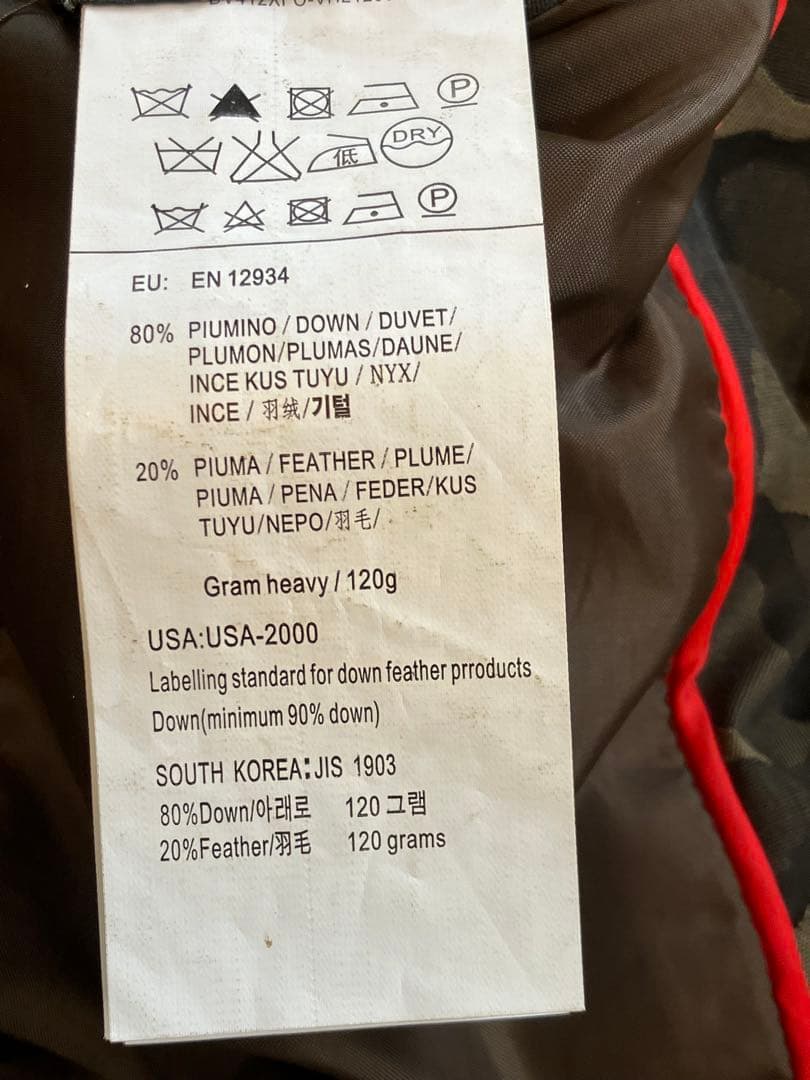 P
低 DRY
P
EU: EN 12934
80% PIUMINO / DOWN / DUVET/
PLUMON/PLUMAS/DAUNE/
INCE KUS TUYU / NYX/
INCE / 羽绒/기털
20% PIUMA / FEATHER / PLUME/
PIUMA / PENA / FEDER/KUS
TUYU/NEPO/羽毛/
Gram heavy / 120g
USA:USA-2000
Labelling standard for down feather prroducts
Down(minimum 90% down)
SOUTH KOREA:JIS 1903
80%Down/아래로 120 그램
20%Feather/羽毛 120 grams